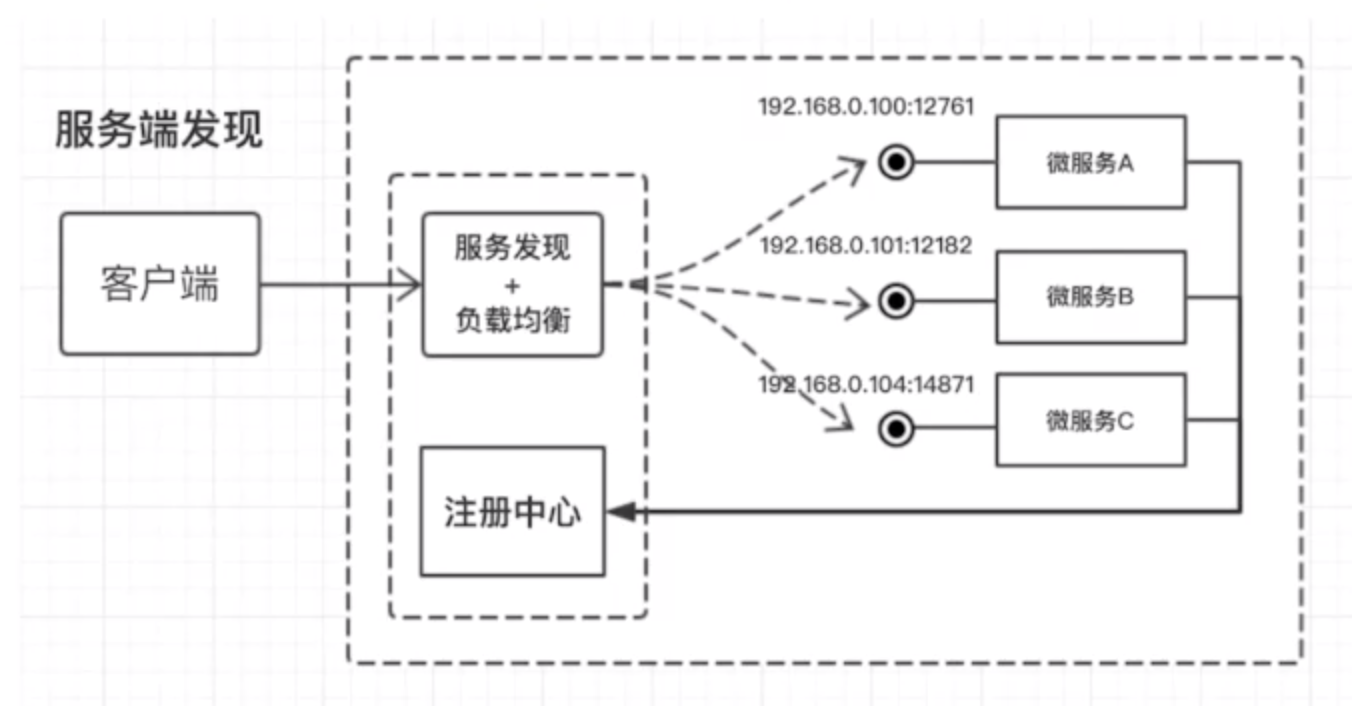 服务端发现
客户端
服务发现
+
负载均衡
注册中心
192.168.0.100:12761
微服务A
192.168.0.101:12182
微服务B
192.168.0.104:14871
微服务C